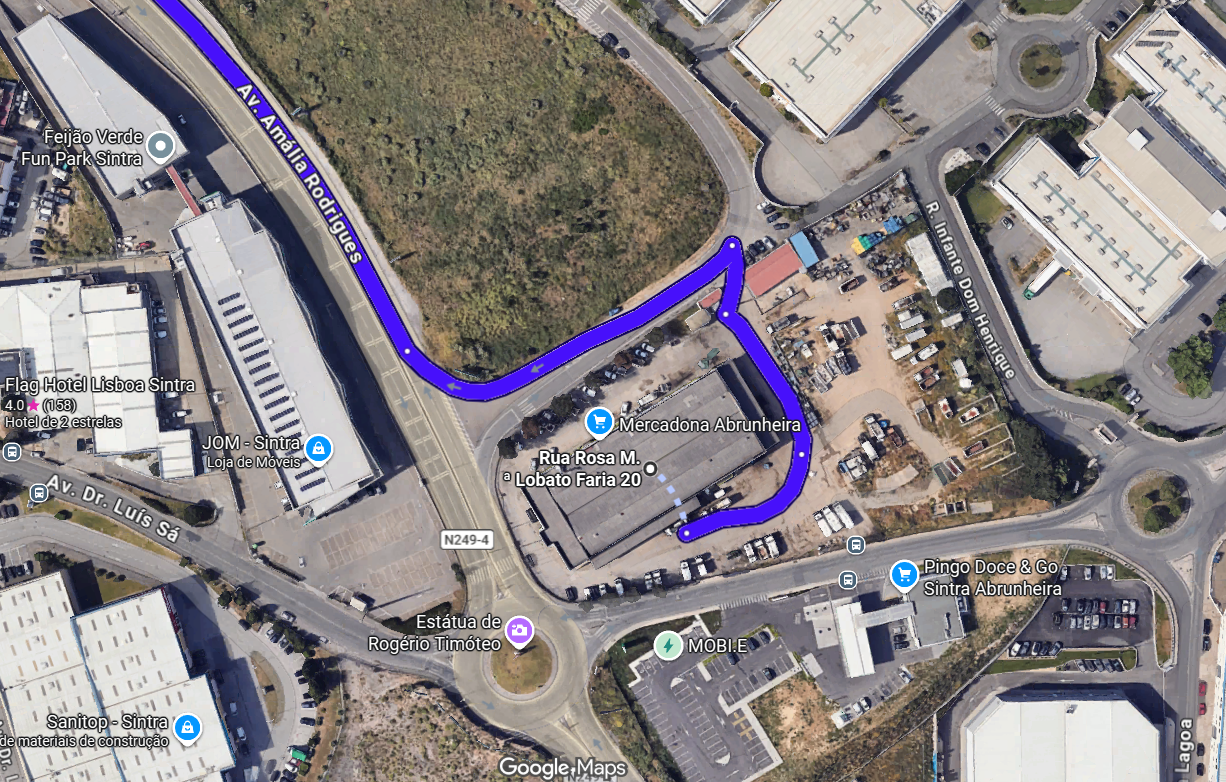 Av. Amália Rodrigues
Feijão Verde
Fun Park Sintra
R. Infante Dom Henrique
Flag Hotel Lisboa Sintra
4.0 ★ (158)
Hotel de 2 estrelas
JOM - Sintra
Loja de Móveis
Mercadona Abrunheira
Rua Rosa M.
ª Lobato Faria 20
Av. Dr. Luís Sá
N249-4
Pingo Doce & Go
Sintra Abrunheira
Estátua de
Rogério Timóteo
MOBI.E
Sanitop - Sintra
de materiais de construção
Lagoa
Google Maps